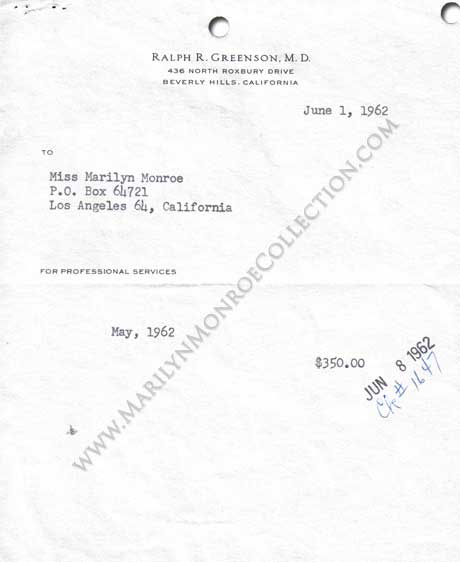 RALPH R. GREENSON, M. D.
436 NORTH ROXBURY DRIVE
BEVERLY HILLS, CALIFORNIA
June 1, 1962
TO
Miss Marilyn Monroe
P.O. Box 64721
Los Angeles 64, California
FOR PROFESSIONAL SERVICES
May, 1962
$350.00
JUN 8 1962
Ck # 1647
www.MarilynMonroeCollection.com